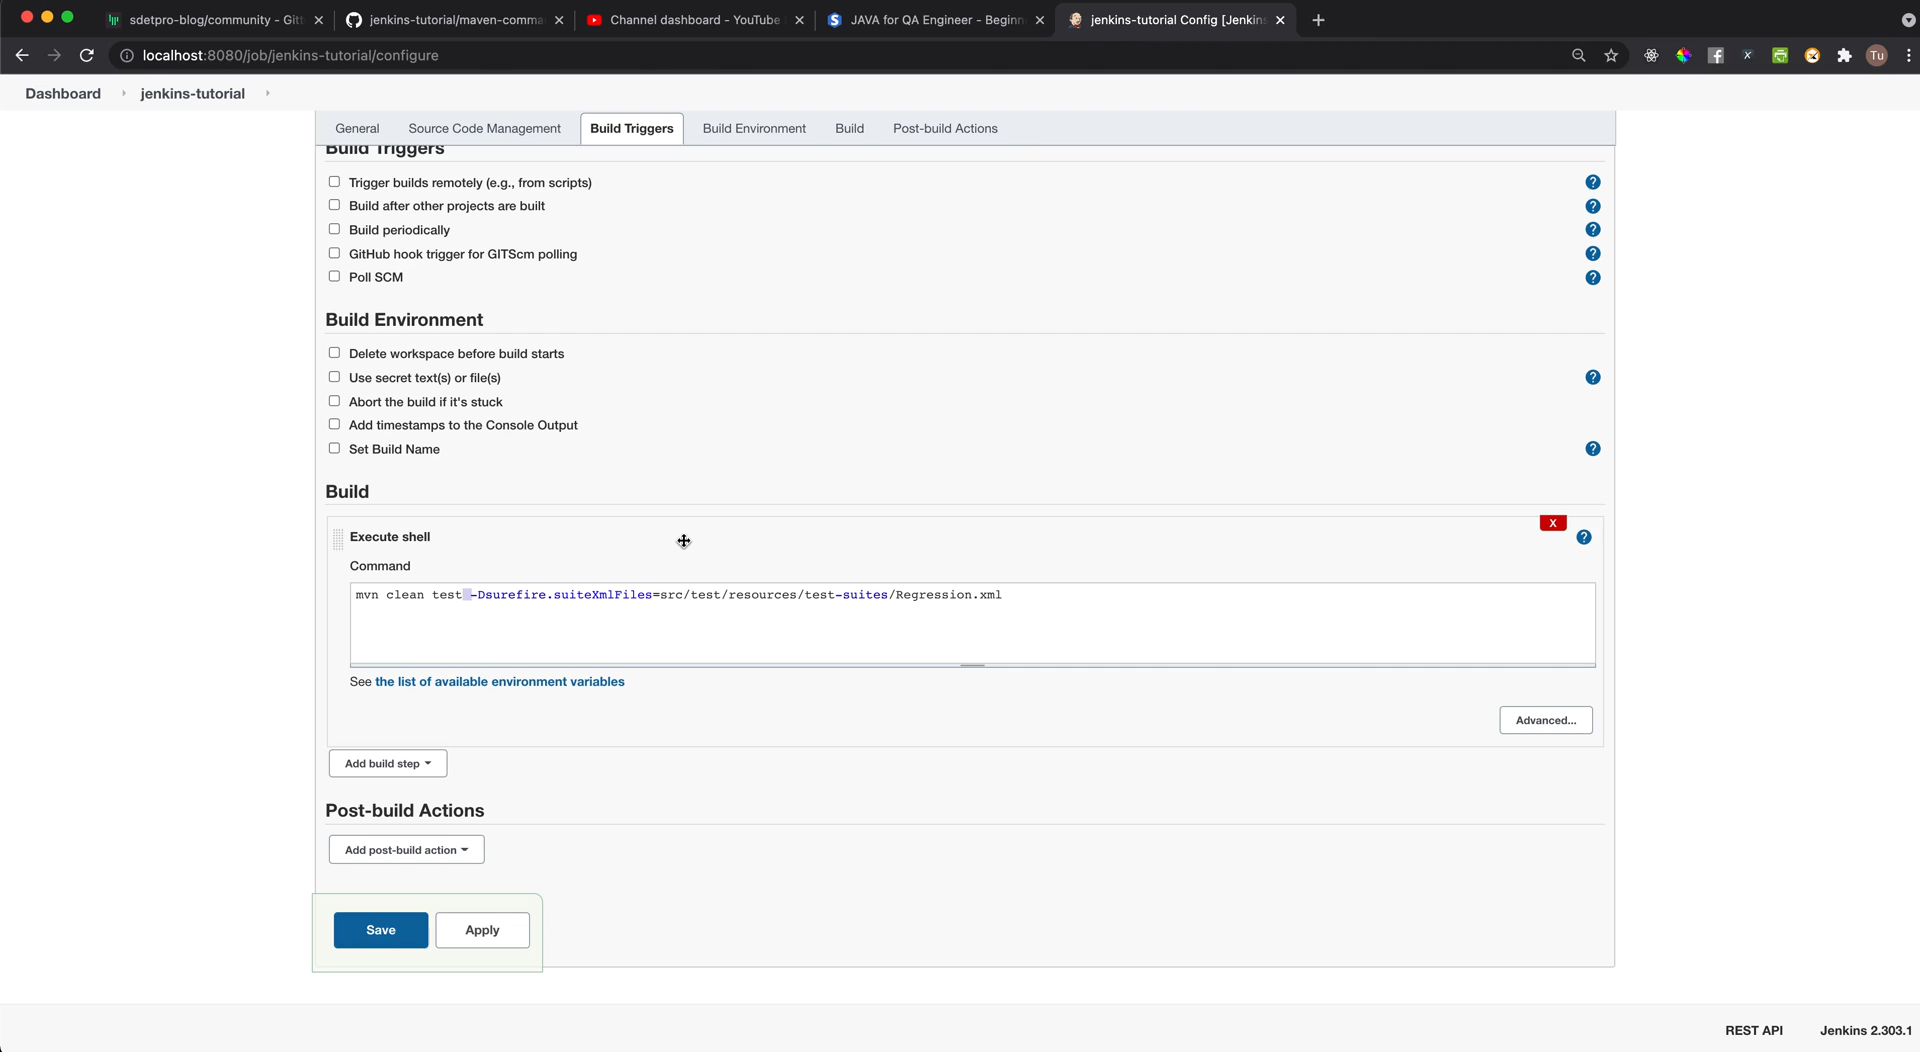 sdetpro-blog/community - Gitt
jenkins-tutorial/maven-comma
Channel dashboard - YouTube
JAVA for QA Engineer - Beginn
jenkins-tutorial Config [Jenkins
localhost:8080/job/jenkins-tutorial/configure
Tu
Dashboard
jenkins-tutorial
General
Source Code Management
Build Triggers
Build Environment
Build
Post-build Actions
Build Triggers
Trigger builds remotely (e.g., from scripts)
Build after other projects are built
Build periodically
GitHub hook trigger for GITScm polling
Poll SCM
Build Environment
Delete workspace before build starts
Use secret text(s) or file(s)
Abort the build if it's stuck
Add timestamps to the Console Output
Set Build Name
Build
X
Execute shell
Command
mvn clean test -Dsurefire.suiteXmlFiles=src/test/resources/test-suites/Regression.xml
See the list of available environment variables
Advanced...
Add build step
Post-build Actions
Add post-build action
Save
Apply
REST API
Jenkins 2.303.1